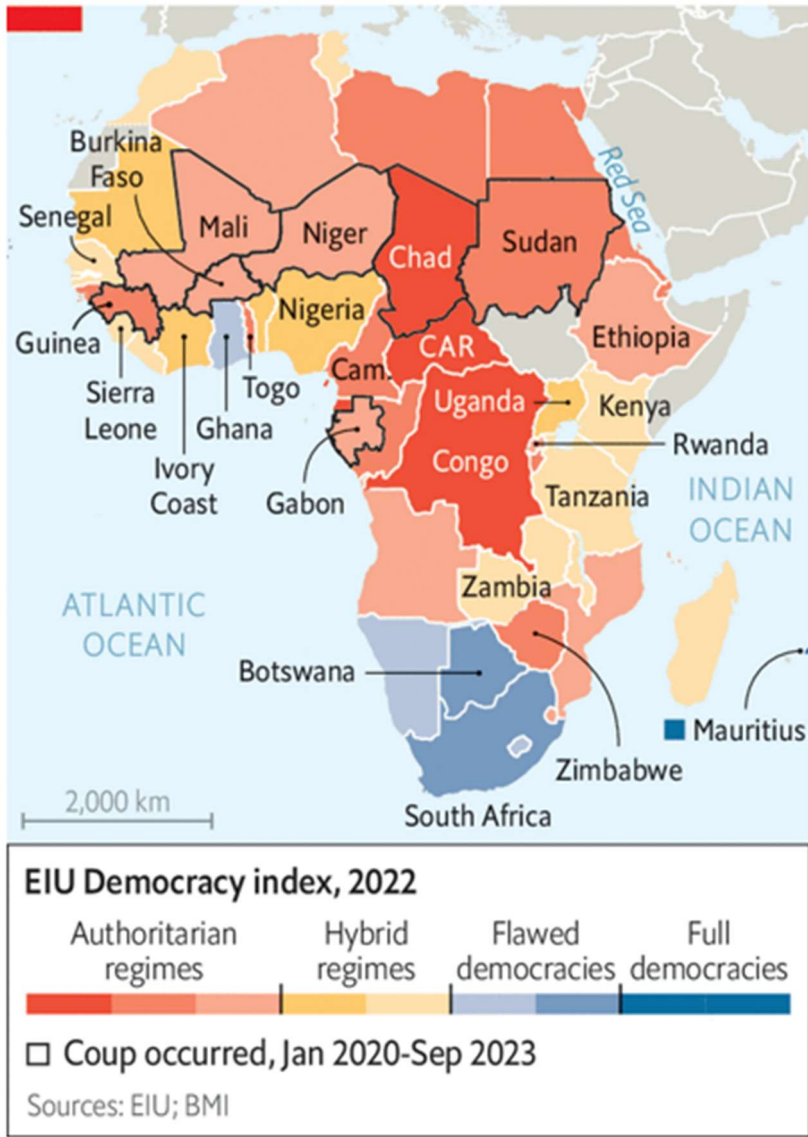 Burkina
Faso
Senegal
Mali
Niger
Chad
Sudan
Red Sea
Guinea
Sierra
Leone
Ivory
Coast
Ghana
Togo
Nigeria
Cam.
CAR
Ethiopia
Uganda
Kenya
Rwanda
Congo
Gabon
Tanzania
INDIAN
OCEAN
ATLANTIC
OCEAN
Zambia
Botswana
Mauritius
Zimbabwe
South Africa
2,000 km
EIU Democracy index, 2022
Authoritarian
regimes
Hybrid
regimes
Flawed
democracies
Full
democracies
Coup occurred, Jan 2020-Sep 2023
Sources: EIU; BMI